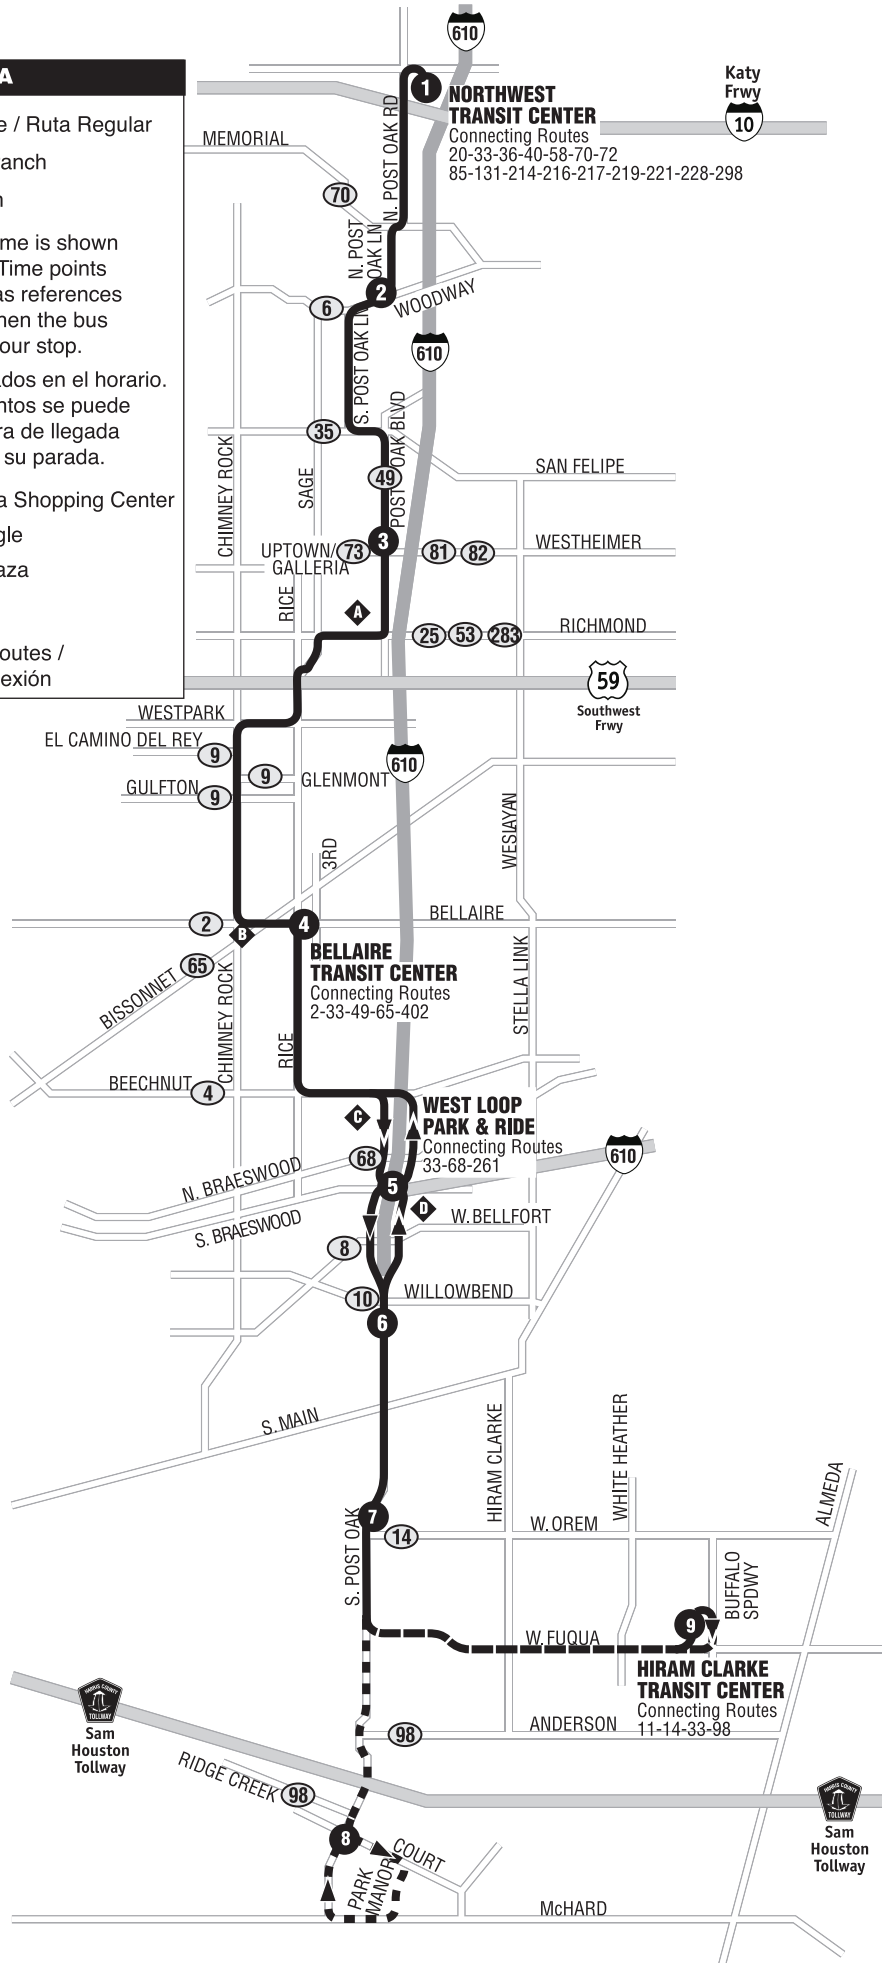 610
A
e / Ruta Regular
ranch
n
me is shown
Time points
as references
hen the bus
our stop.
ados en el horario.
ntos se puede
ra de llegada
su parada.
a Shopping Center
gle
aza
outes /
exión
1
NORTHWEST
TRANSIT CENTER
Connecting Routes
20-33-36-40-58-70-72
85-131-214-216-217-219-221-228-298
Katy
Frwy
10
MEMORIAL
N. POST OAK RD
70
N. POST
OAK LN
2
WOODWAY
6
610
S. POST OAK LN
35
POST OAK BLVD
49
SAN FELIPE
CHIMNEY ROCK
SAGE
3
UPTOWN/
GALLERIA
73
81
82
WESTHEIMER
RICE
A
25
53
283
RICHMOND
59
Southwest
Frwy
WESTPARK
EL CAMINO DEL REY
9
610
9
GLENMONT
GULFTON
9
WESLAYAN
3RD
2
B
4
BELLAIRE
BELLAIRE
TRANSIT CENTER
Connecting Routes
2-33-49-65-402
BISSONNET
65
CHIMNEY ROCK
RICE
STELLA LINK
BEECHNUT
4
C
WEST LOOP
PARK & RIDE
Connecting Routes
33-68-261
610
68
N. BRAESWOOD
5
S. BRAESWOOD
D
W. BELLFORT
8
10
WILLOWBEND
6
S. MAIN
HIRAM CLARKE
WHITE HEATHER
ALMEDA
7
S. POST OAK
14
W. OREM
BUFFALO
SPDWY
9
W. FUQUA
HIRAM CLARKE
TRANSIT CENTER
Connecting Routes
11-14-33-98
HARRIS COUNTY
TOLLWAY
Sam
Houston
Tollway
98
ANDERSON
RIDGE CREEK
98
HARRIS COUNTY
TOLLWAY
Sam
Houston
Tollway
8
COURT
PARK
MANOR
McHARD